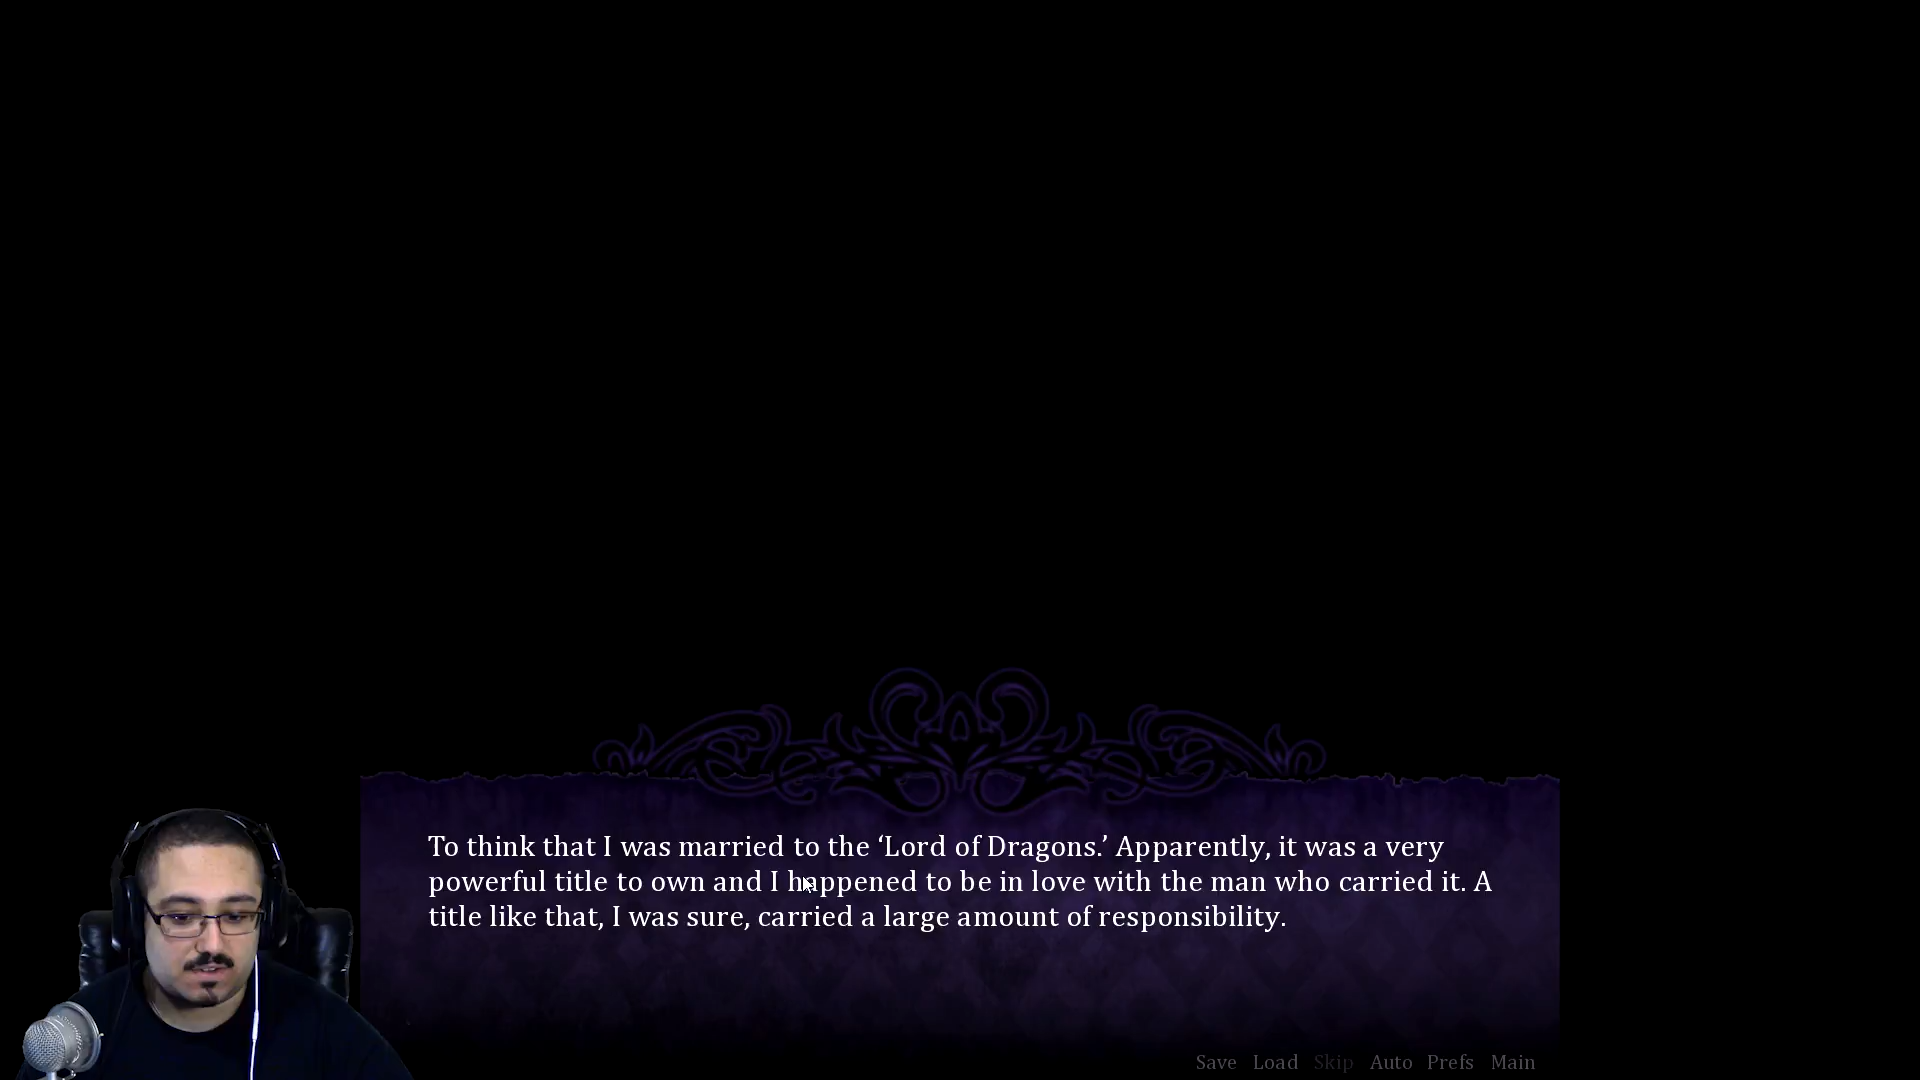 To think that I was married to the ‘Lord of Dragons.’ Apparently, it was a very
powerful title to own and I happened to be in love with the man who carried it. A
title like that, I was sure, carried a large amount of responsibility.
Save Load Skip Auto Prefs Main